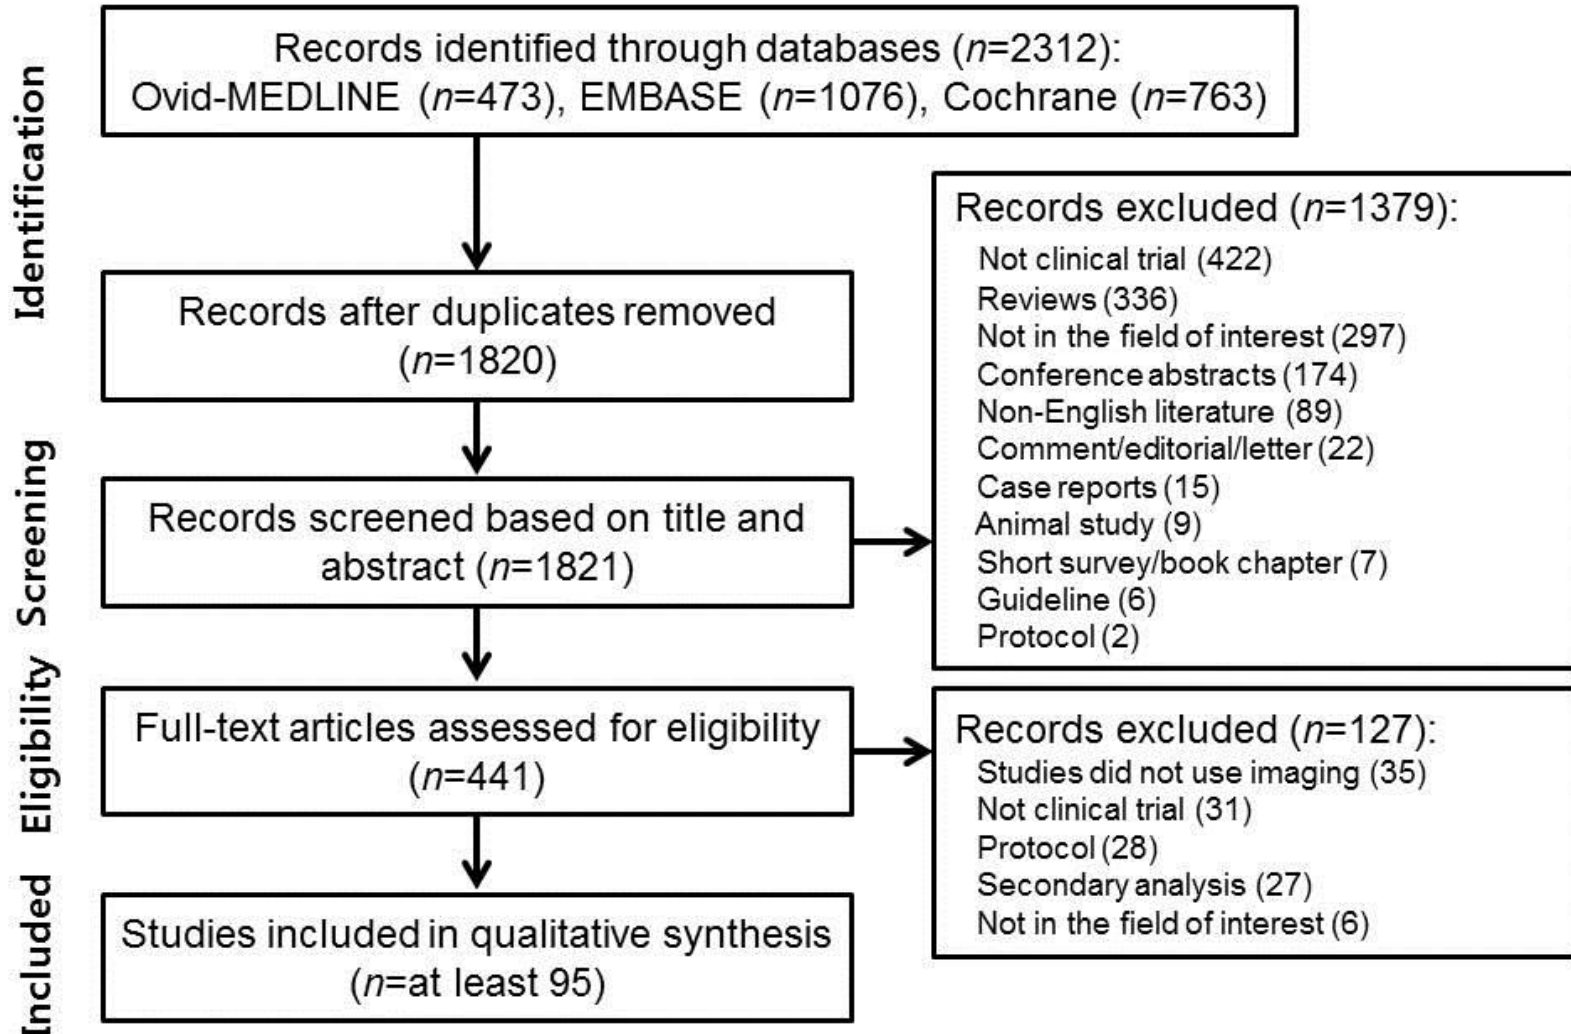 Identification
Records identified through databases (n=2312):
Ovid-MEDLINE (n=473), EMBASE (n=1076), Cochrane (n=763)
Records after duplicates removed
(n=1820)
Screening
Records screened based on title and
abstract (n=1821)
Records excluded (n=1379):
Not clinical trial (422)
Reviews (336)
Not in the field of interest (297)
Conference abstracts (174)
Non-English literature (89)
Comment/editorial/letter (22)
Case reports (15)
Animal study (9)
Short survey/book chapter (7)
Guideline (6)
Protocol (2)
Eligibility
Full-text articles assessed for eligibility
(n=441)
Records excluded (n=127):
Studies did not use imaging (35)
Not clinical trial (31)
Protocol (28)
Secondary analysis (27)
Not in the field of interest (6)
Included
Studies included in qualitative synthesis
(n=at least 95)